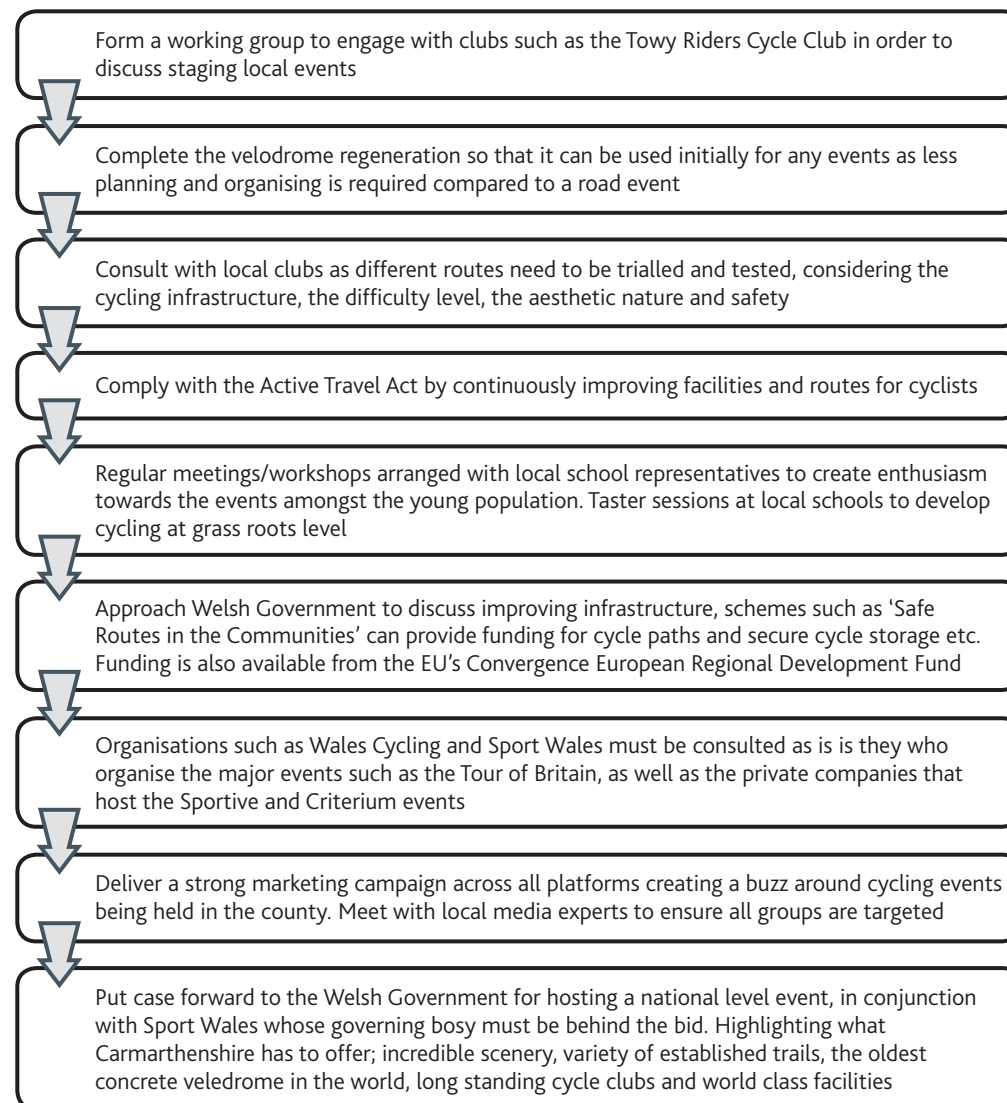 Form a working group to engage with clubs such as the Towy Riders Cycle Club in order to
discuss staging local events
Complete the velodrome regeneration so that it can be used initially for any events as less
planning and organising is required compared to a road event
Consult with local clubs as different routes need to be trialled and tested, considering the
cycling infrastructure, the difficulty level, the aesthetic nature and safety
Comply with the Active Travel Act by continuously improving facilities and routes for cyclists
Regular meetings/workshops arranged with local school representatives to create enthusiasm
towards the events amongst the young population. Taster sessions at local schools to develop
cycling at grass roots level
Approach Welsh Government to discuss improving infrastructure, schemes such as ‘Safe
Routes in the Communities’ can provide funding for cycle paths and secure cycle storage etc.
Funding is also available from the EU’s Convergence European Regional Development Fund
Organisations such as Wales Cycling and Sport Wales must be consulted as is is they who
organise the major events such as the Tour of Britain, as well as the private companies that
host the Sportive and Criterium events
Deliver a strong marketing campaign across all platforms creating a buzz around cycling events
being held in the county. Meet with local media experts to ensure all groups are targeted
Put case forward to the Welsh Government for hosting a national level event, in conjunction
with Sport Wales whose governing bosy must be behind the bid. Highlighting what
Carmarthenshire has to offer; incredible scenery, variety of established trails, the oldest
concrete veledrome in the world, long standing cycle clubs and world class facilities